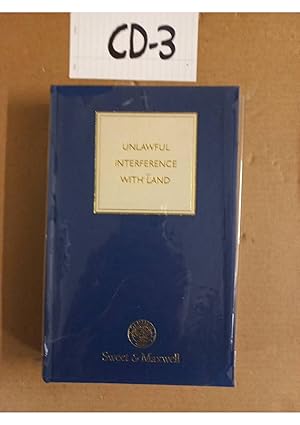 CD-3
UNLAWFUL
INTERFERENCE
WITH LAND
Sweet & Maxwell